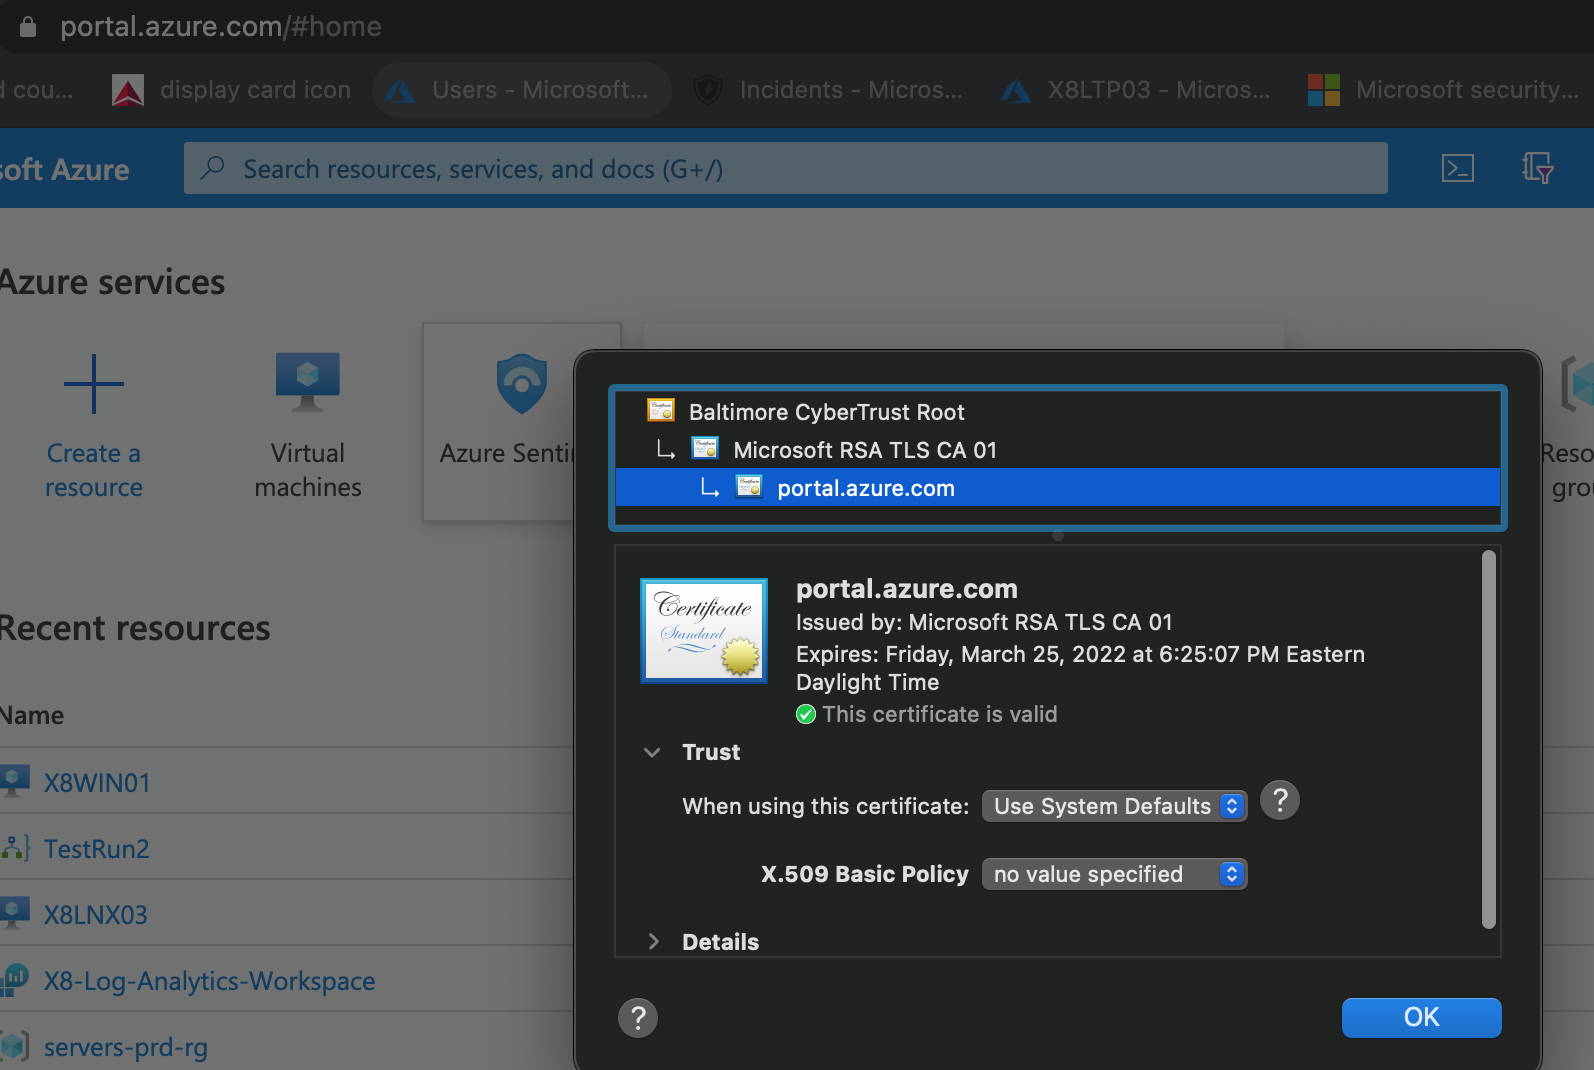 portal.azure.com/#home
d cou...
display card icon
Users - Microsoft...
Incidents - Micros...
X8LTP03 - Micros...
Microsoft security...
soft Azure
Search resources, services, and docs (G+/)
Azure services
Create a
resource
Virtual
machines
Azure Senti
Reso
grou
Baltimore CyberTrust Root
Microsoft RSA TLS CA 01
portal.azure.com
Certificate
Standard
portal.azure.com
Issued by: Microsoft RSA TLS CA 01
Expires: Friday, March 25, 2022 at 6:25:07 PM Eastern
Daylight Time
This certificate is valid
Trust
When using this certificate: Use System Defaults ?
X.509 Basic Policy no value specified
Details
? OK
Recent resources
Name
X8WIN01
TestRun2
X8LNX03
X8-Log-Analytics-Workspace
servers-prd-rg